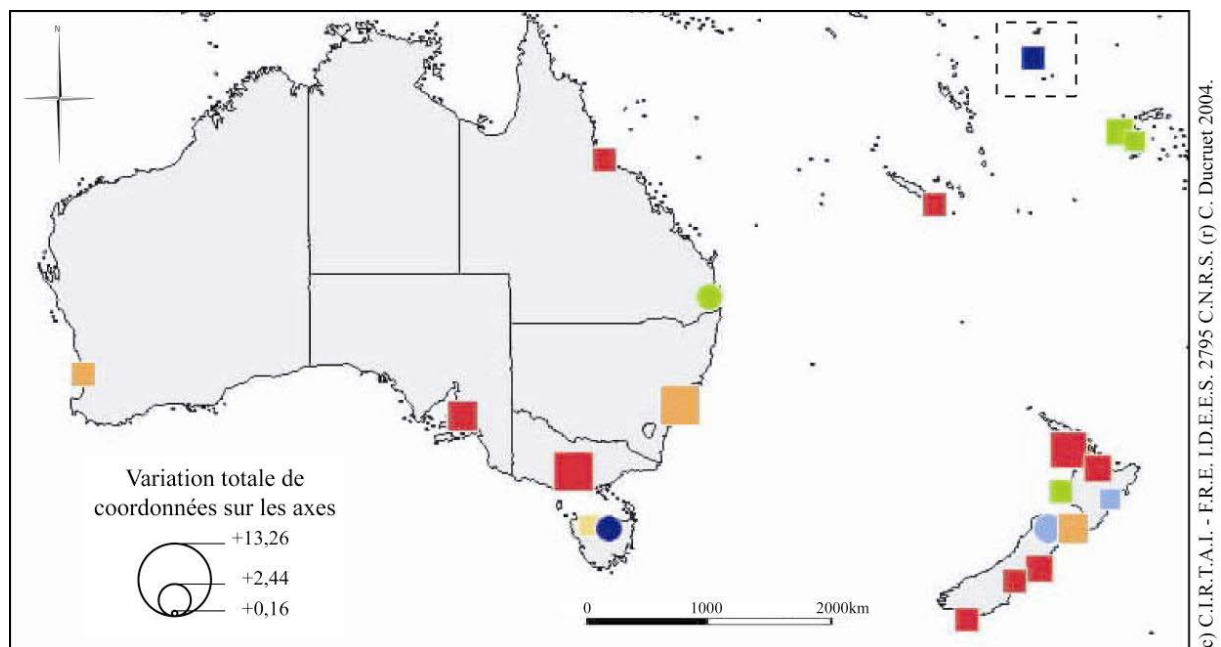 N
Variation totale de
coordonnées sur les axes
+13,26
+2,44
+0,16
0 1000 2000km
c) C.I.R.T.A.I. - F.R.E. I.D.E.E.S. 2795 C.N.R.S. (r) C. Ducruet 2004.